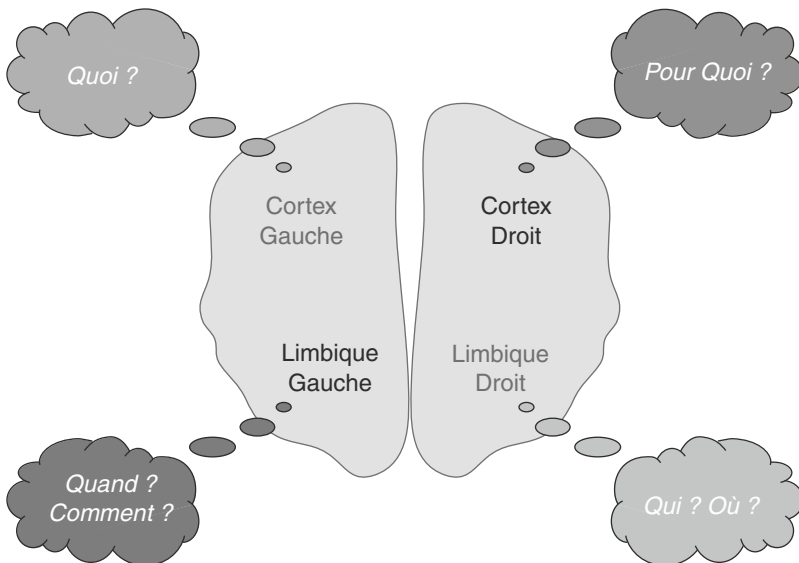 Quoi ?
Pour Quoi ?
Cortex
Gauche
Cortex
Droit
Limbique
Gauche
Limbique
Droit
Quand ?
Comment ?
Qui ? Où ?